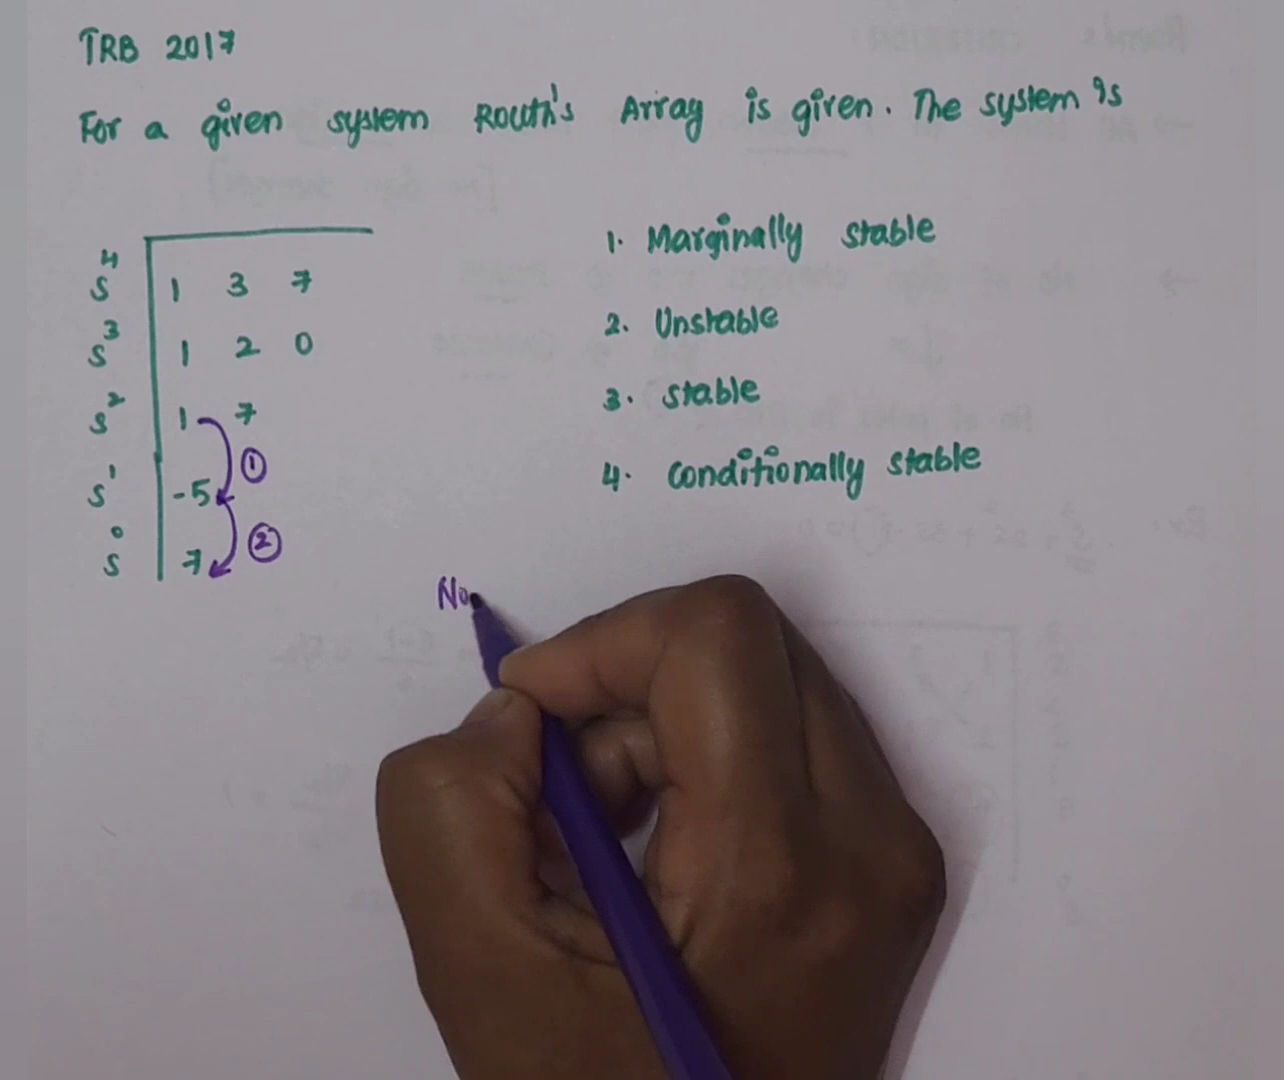 TRB 2017
For a given system Routh's Array is given. The system is
s⁴ 1 3 7
s³ 1 2 0
s² 1 7
s¹ -5
s⁰ 7
①
②
1. Marginally stable
2. Unstable
3. stable
4. conditionally stable
No